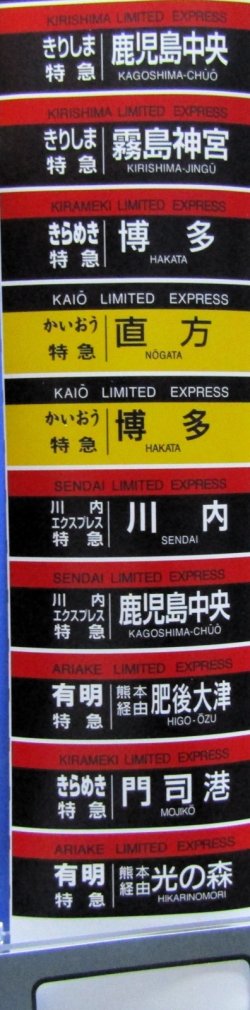 KIRISHIMA LIMITED EXPRESS
きりしま 特急 鹿児島中央
KAGOSHIMA-CHŪŌ
KIRISHIMA LIMITED EXPRESS
きりしま 特急 霧島神宮
KIRISHIMA-JINGŪ
KIRAMEKI LIMITED EXPRESS
きらめき 特急 博多
HAKATA
KAIŌ LIMITED EXPRESS
かいおう 特急 直方
NŌGATA
KAIŌ LIMITED EXPRESS
かいおう 特急 博多
HAKATA
SENDAI LIMITED EXPRESS
川内 エクスプレス 特急 川内
SENDAI
SENDAI LIMITED EXPRESS
川内 エクスプレス 特急 鹿児島中央
KAGOSHIMA-CHŪŌ
ARIAKE LIMITED EXPRESS
有明 特急 熊本経由 肥後大津
HIGO-ŌZU
KIRAMEKI LIMITED EXPRESS
きらめき 特急 門司港
MOJIKŌ
ARIAKE LIMITED EXPRESS
有明 特急 熊本経由 光の森
HIKARINOMORI